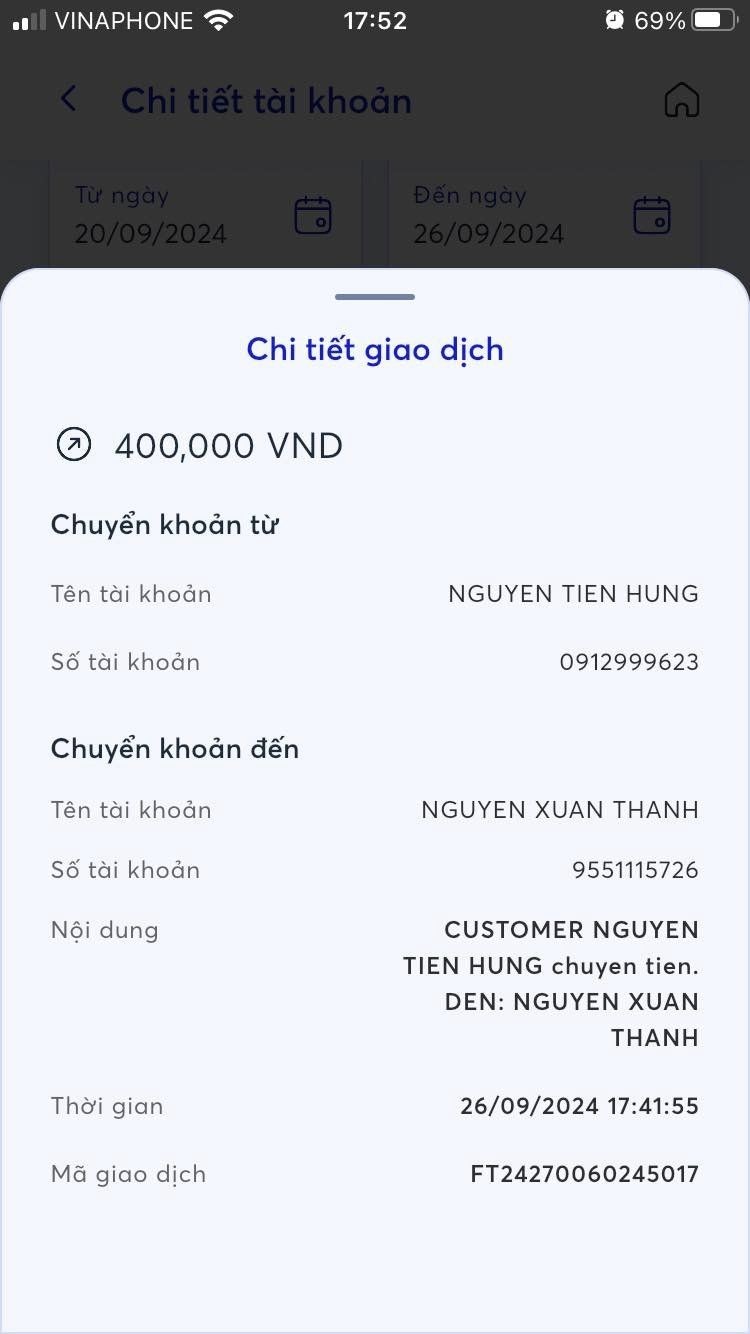 VINAPHONE 17:52 69%
Chi tiết tài khoản
Từ ngày Đến ngày
20/09/2024 26/09/2024
Chi tiết giao dịch
400,000 VND
Chuyển khoản từ
Tên tài khoản NGUYEN TIEN HUNG
Số tài khoản 0912999623
Chuyển khoản đến
Tên tài khoản NGUYEN XUAN THANH
Số tài khoản 9551115726
Nội dung CUSTOMER NGUYEN
TIEN HUNG chuyen tien.
DEN: NGUYEN XUAN
THANH
Thời gian 26/09/2024 17:41:55
Mã giao dịch FT24270060245017